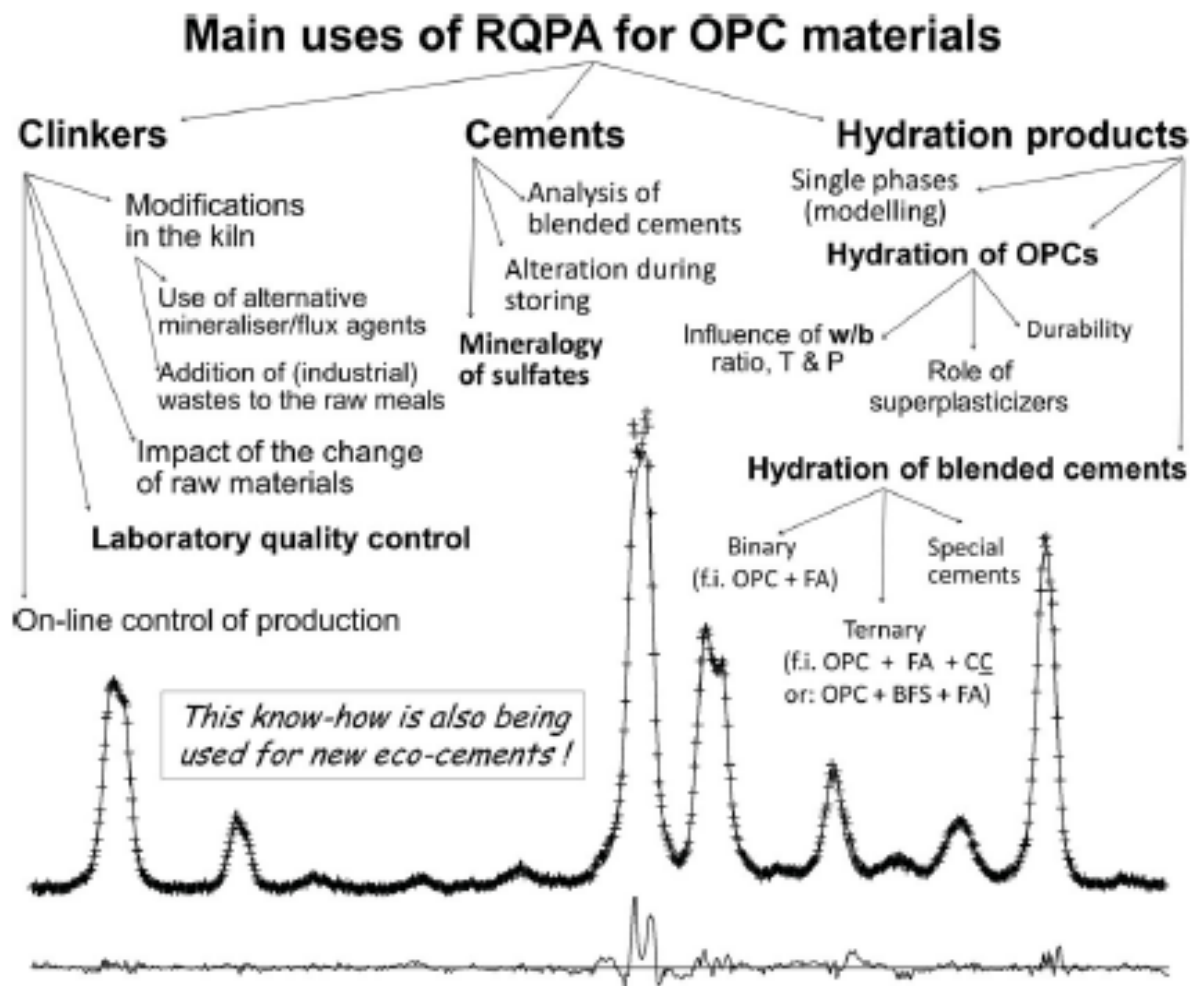 Main uses of RQPA for OPC materials
Clinkers
Modifications
in the kiln
Use of alternative
mineraliser/flux agents
Addition of (industrial)
wastes to the raw meals
Impact of the change
of raw materials
Laboratory quality control
On-line control of production
Cements
Analysis of
blended cements
Alteration during
storing
Mineralogy
of sulfates
Hydration products
Single phases
(modelling)
Hydration of OPCs
Influence of w/b
ratio, T & P
Role of
superplasticizers
Durability
Hydration of blended cements
Binary
(f.i. OPC + FA)
Ternary
(f.i. OPC + FA + CC̲
or: OPC + BFS + FA)
Special
cements
This know-how is also being
used for new eco-cements !